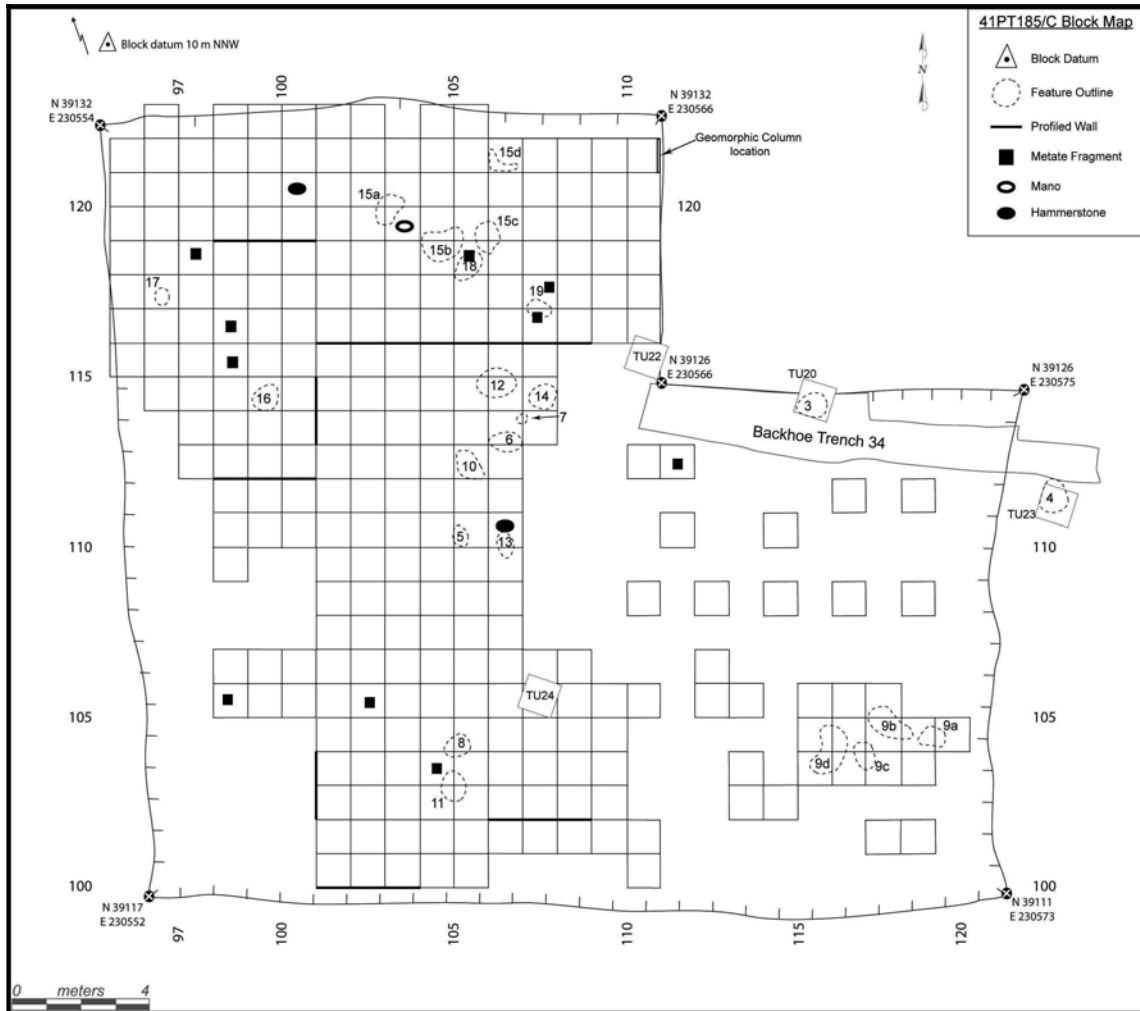 41PT185/C Block Map
Block datum 10 m NNW
Block Datum
Feature Outline
Profiled Wall
Metate Fragment
Mano
Hammerstone
N
97
100
105
110
N 39132
E 230554
N 39132
E 230566
Geomorphic Column
location
15d
15a
120
15c
120
15b
18
17
19
TU22
N 39126
E 230566
TU20
N 39126
E 230575
115
12
16
14
3
7
Backhoe Trench 34
6
10
4
TU23
5
13
110
110
TU24
105
105
9b
9a
8
9d
9c
11
100
100
N 39117
E 230552
N 39111
E 230573
97
100
105
110
115
120
0 meters 4